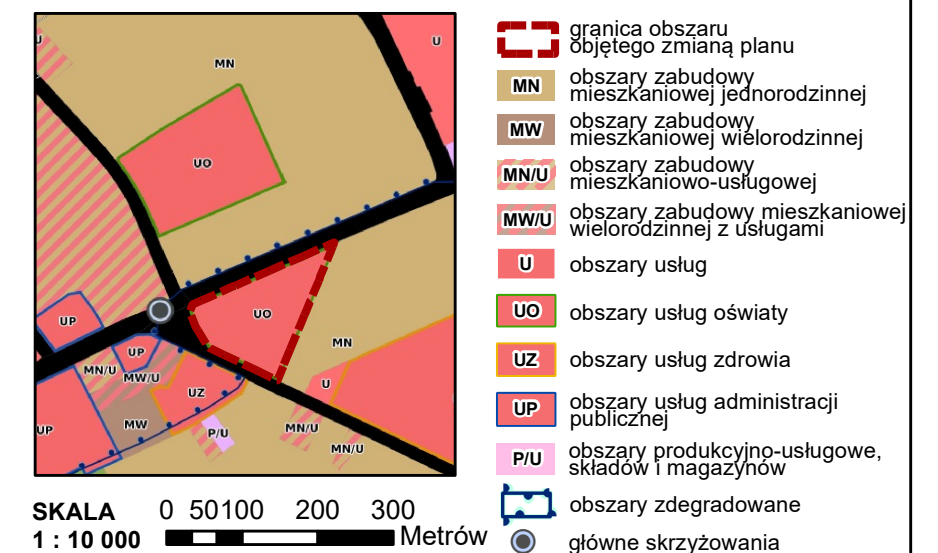 U
MN
U
UO
UO
MN
UP
UP
MN/U
MW/U
UZ
U
MW
UP
P/U
MN/U
MN/U
SKALA
1 : 10 000
0 50 100 200 300
Metrów
granica obszaru
objętego zmianą planu
MN obszary zabudowy
mieszkaniowej jednorodzinnej
MW obszary zabudowy
mieszkaniowej wielorodzinnej
MN/U obszary zabudowy
mieszkaniowo-usługowej
MW/U obszary zabudowy mieszkaniowej
wielorodzinnej z usługami
U obszary usług
UO obszary usług oświaty
UZ obszary usług zdrowia
UP obszary usług administracji
publicznej
P/U obszary produkcyjno-usługowe,
składów i magazynów
obszary zdegradowane
główne skrzyżowania